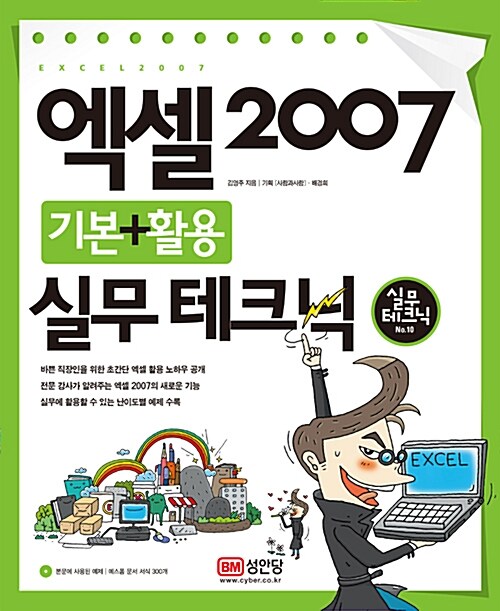 EXCEL2007
엑셀 2007
김영주 지음 | 기획 [사람과사람] · 배경희
기본+활용
실무 테크닉
실무
테크닉
No.10
바쁜 직장인을 위한 초간단 엑셀 활용 노하우 공개
전문 강사가 알려주는 엑셀 2007의 새로운 기능
실무에 활용할 수 있는 난이도별 예제 수록
EXCEL
BM 성안당
www.cyber.co.kr
본문에 사용된 예제 | 예스폼 문서 서식 300개